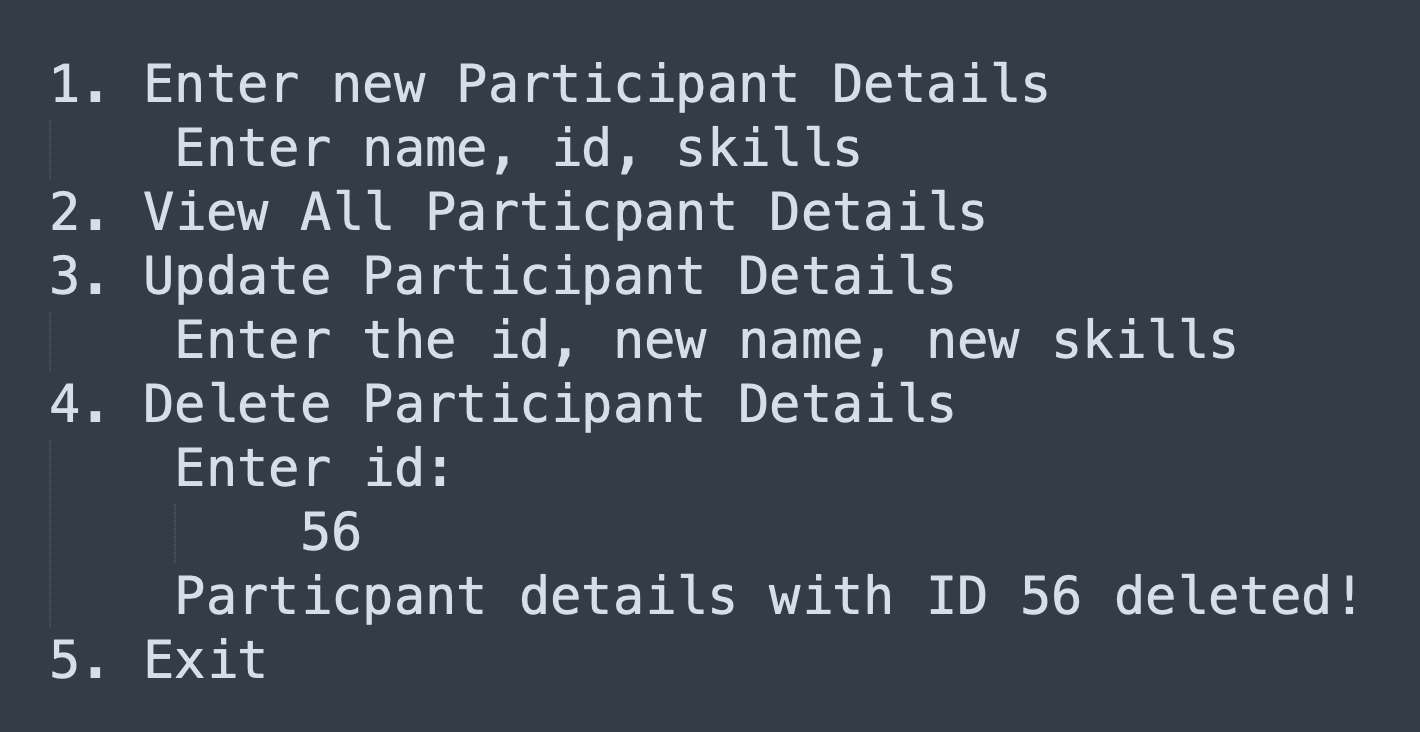 1. Enter new Participant Details
Enter name, id, skills
2. View All Particpant Details
3. Update Participant Details
Enter the id, new name, new skills
4. Delete Participant Details
Enter id:
56
Particpant details with ID 56 deleted!
5. Exit